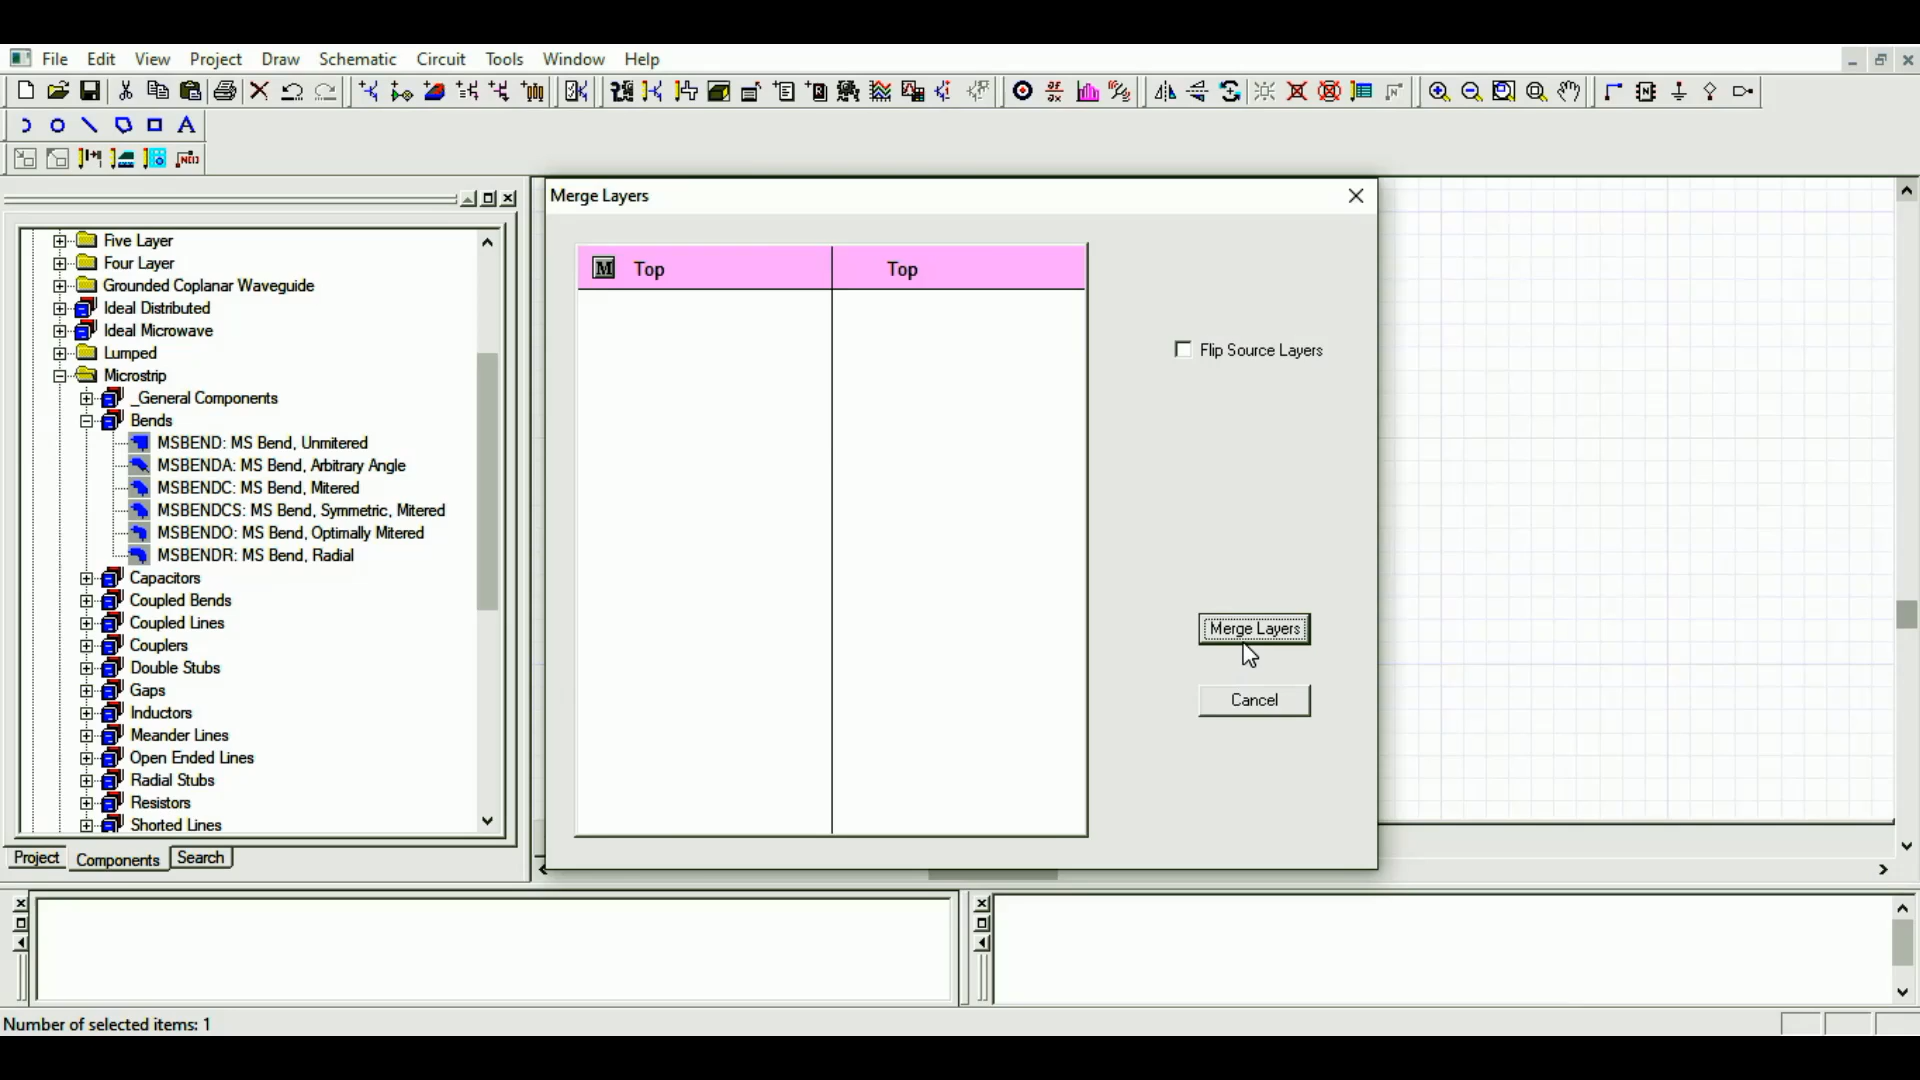 File Edit View Project Draw Schematic Circuit Tools Window Help
Merge Layers
M Top Top
Flip Source Layers
Merge Layers
Cancel
Five Layer
Four Layer
Grounded Coplanar Waveguide
Ideal Distributed
Ideal Microwave
Lumped
Microstrip
_General Components
Bends
MSBEND: MS Bend, Unmitered
MSBENDA: MS Bend, Arbitrary Angle
MSBENDC: MS Bend, Mitered
MSBENDCS: MS Bend, Symmetric, Mitered
MSBENDO: MS Bend, Optimally Mitered
MSBENDR: MS Bend, Radial
Capacitors
Coupled Bends
Coupled Lines
Couplers
Double Stubs
Gaps
Inductors
Meander Lines
Open Ended Lines
Radial Stubs
Resistors
Shorted Lines
Project Components Search
Number of selected items: 1